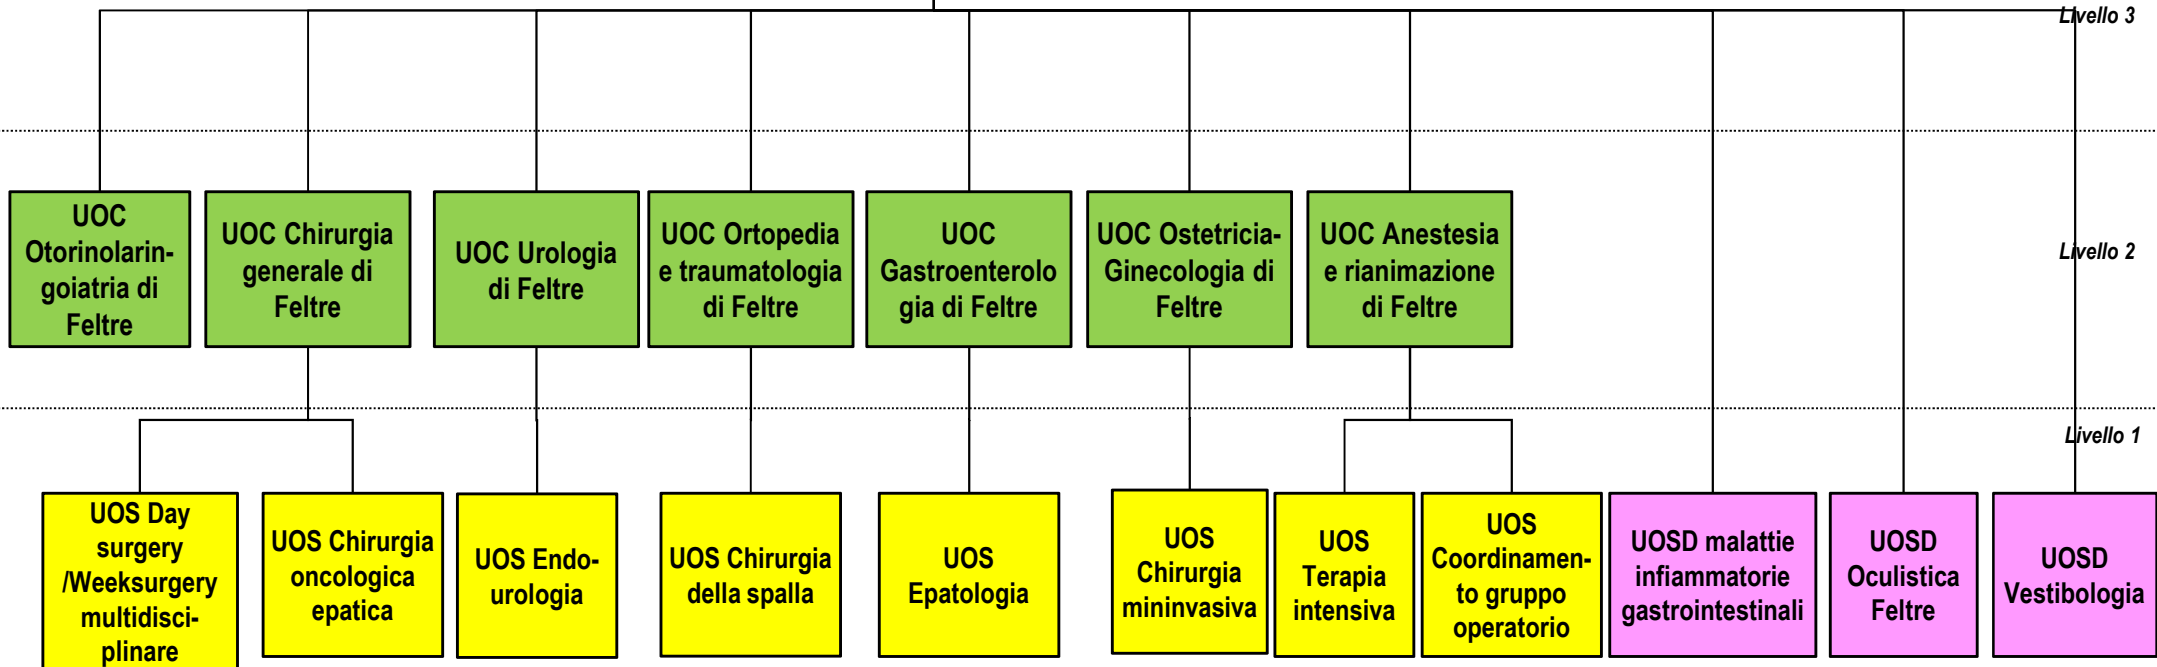 Livello 3
UOC
Otorinolarin-
goiatria di
Feltre
UOC Chirurgia
generale di
Feltre
UOC Urologia
di Feltre
UOC Ortopedia
e traumatologia
di Feltre
UOC
Gastroenterolo
gia di Feltre
UOC Ostetricia-
Ginecologia di
Feltre
UOC Anestesia
e rianimazione
di Feltre
Livello 2
Livello 1
UOS Day
surgery
/Weeksurgery
multidisci-
plinare
UOS Chirurgia
oncologica
epatica
UOS Endo-
urologia
UOS Chirurgia
della spalla
UOS
Epatologia
UOS
Chirurgia
mininvasiva
UOS
Terapia
intensiva
UOS
Coordinamen-
to gruppo
operatorio
UOSD malattie
infiammatorie
gastrointestinali
UOSD
Oculistica
Feltre
UOSD
Vestibologia